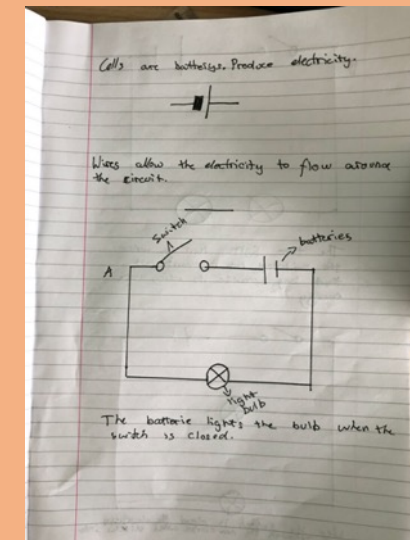 Cells are batteriys. Produce electricity.
Wires allow the electricity to flow around
the circuit.
Switch
batteries
A
light
bulb
The batterie lights the bulb when the
switch is closed.